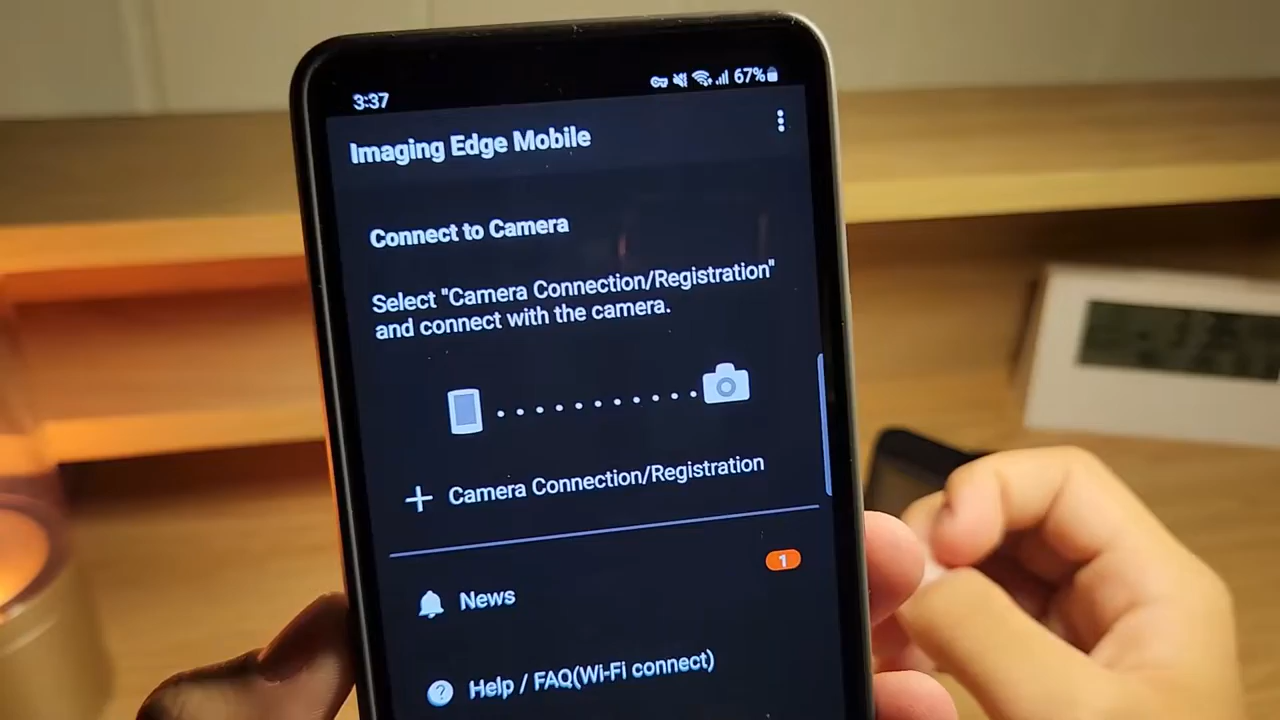 3:37
67%
Imaging Edge Mobile
Connect to Camera
Select "Camera Connection/Registration"
and connect with the camera.
Camera Connection/Registration
1
News
Help / FAQ(Wi-Fi connect)